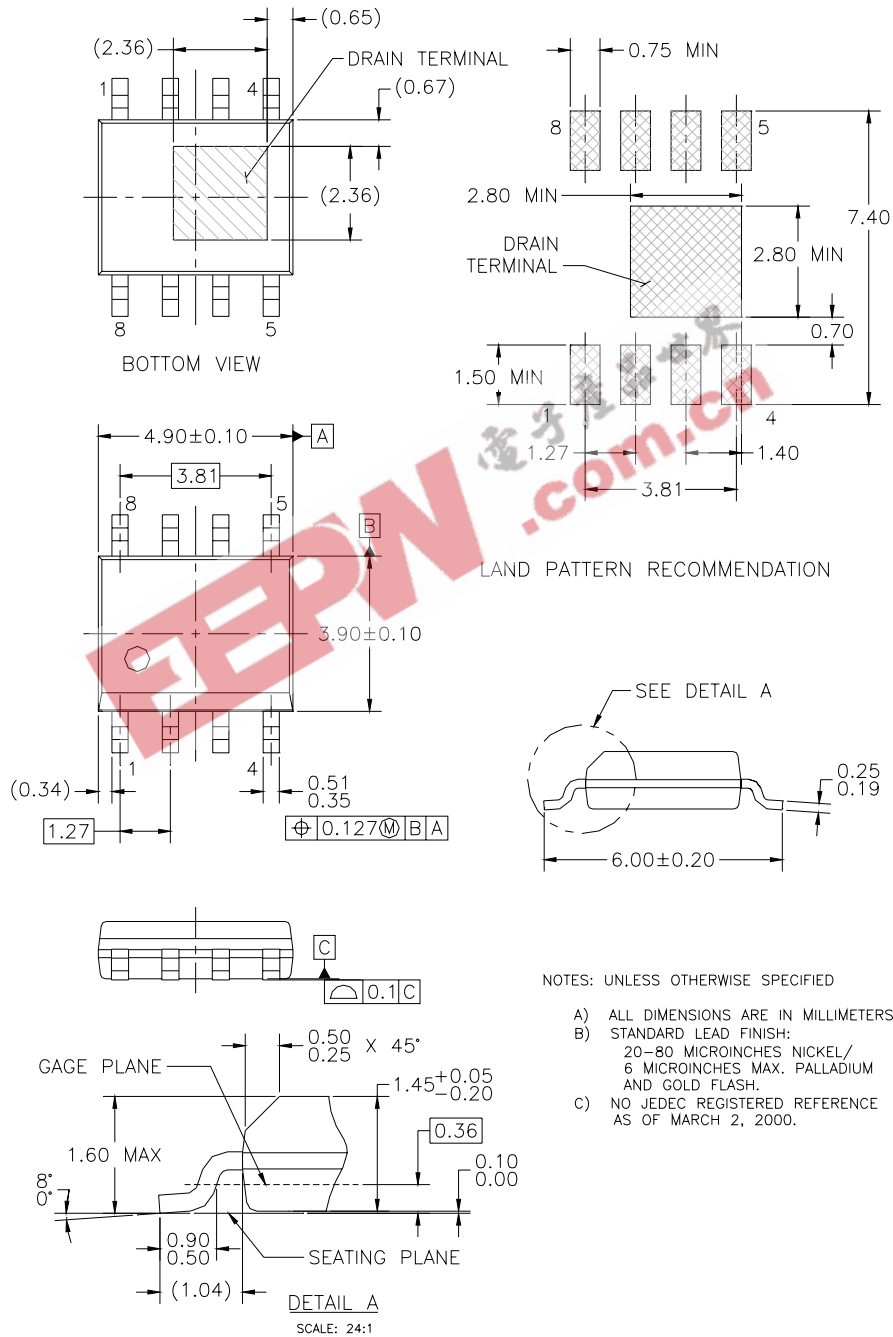 (0.65)
(2.36)
DRAIN TERMINAL
(0.67)
1
4
(2.36)
8
5
BOTTOM VIEW
0.75 MIN
8
5
2.80 MIN
7.40
DRAIN
TERMINAL
2.80 MIN
0.70
1.50 MIN
1
4
1.27
1.40
3.81
LAND PATTERN RECOMMENDATION
電子產品世界
EEPW
.com.cn
4.90±0.10
A
3.81
8
5
B
3.90±0.10
(0.34)
1
4
0.51
0.35
1.27
⌖ 0.127 Ⓜ B A
SEE DETAIL A
0.25
0.19
6.00±0.20
C
⌓ 0.1 C
0.50
0.25 X 45°
GAGE PLANE
1.45+0.05
-0.20
0.36
1.60 MAX
0.10
0.00
8°
0°
0.90
0.50
SEATING PLANE
(1.04)
DETAIL A
SCALE: 24:1
NOTES: UNLESS OTHERWISE SPECIFIED
A) ALL DIMENSIONS ARE IN MILLIMETERS
B) STANDARD LEAD FINISH:
20-80 MICROINCHES NICKEL/
6 MICROINCHES MAX. PALLADIUM
AND GOLD FLASH.
C) NO JEDEC REGISTERED REFERENCE
AS OF MARCH 2, 2000.